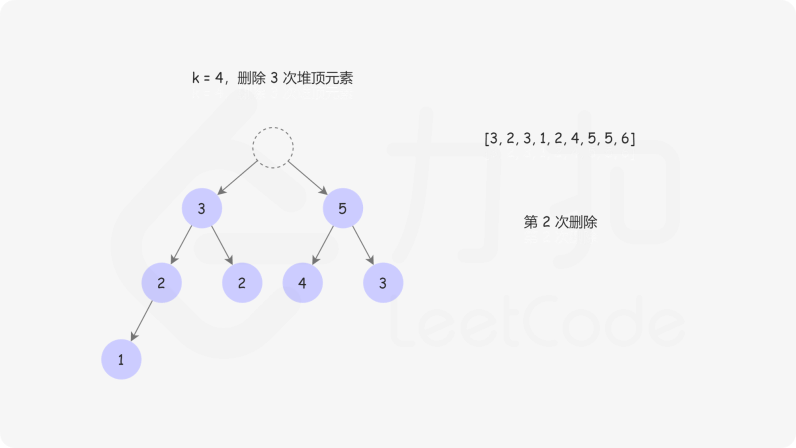 k = 4，删除 3 次堆顶元素
[3, 2, 3, 1, 2, 4, 5, 5, 6]
第 2 次删除
3
5
2
2
4
3
1
力扣
LeetCode